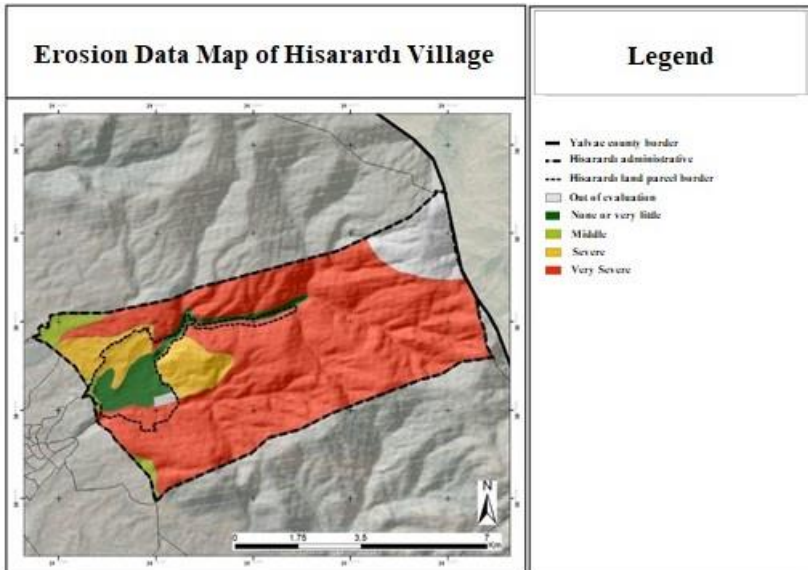 Erosion Data Map of Hisarardı Village
Legend
Yalvac county border
Hisarardı administrative
Hisarardı land parcel border
Out of evaluation
None or very little
Middle
Severe
Very Severe
N
0 1.75 3.5 7
Km